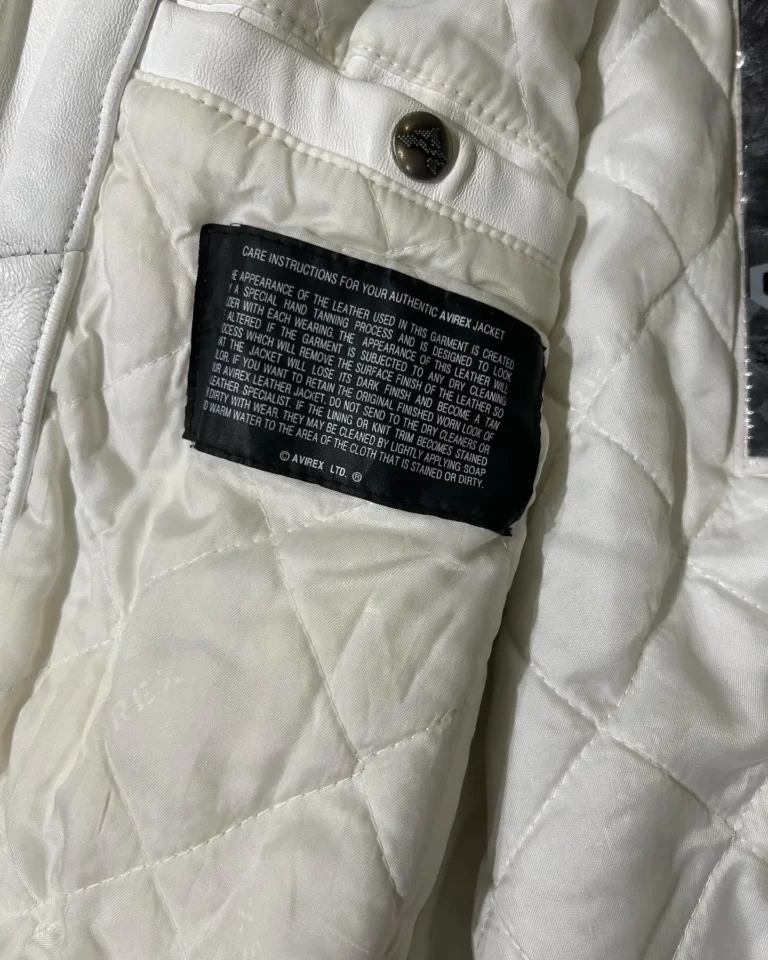 CARE INSTRUCTIONS FOR YOUR AUTHENTIC AVIREX JACKET
E APPEARANCE OF THE LEATHER USED IN THIS GARMENT IS CREATED
A SPECIAL HAND TANNING PROCESS AND IS DESIGNED TO LOOK
DER WITH EACH WEARING. THE APPEARANCE OF THIS LEATHER WILL
ALTERED IF THE GARMENT IS SUBJECTED TO ANY DRY CLEANING
OCESS WHICH WILL REMOVE THE SURFACE FINISH OF THE LEATHER SO
AT THE JACKET WILL LOSE ITS DARK FINISH AND BECOME A TAN
LOR. IF YOU WANT TO RETAIN THE ORIGINAL FINISHED WORN LOOK OF
UR AVIREX LEATHER JACKET. DO NOT SEND TO THE DRY CLEANERS OR
EATHER SPECIALIST. IF THE LINING OR KNIT TRIM BECOMES STAINED
DIRTY WITH WEAR. THEY MAY BE CLEANED BY LIGHTLY APPLYING SOAP
D WARM WATER TO THE AREA OF THE CLOTH THAT IS STAINED OR DIRTY.
© AVIREX LTD. ®